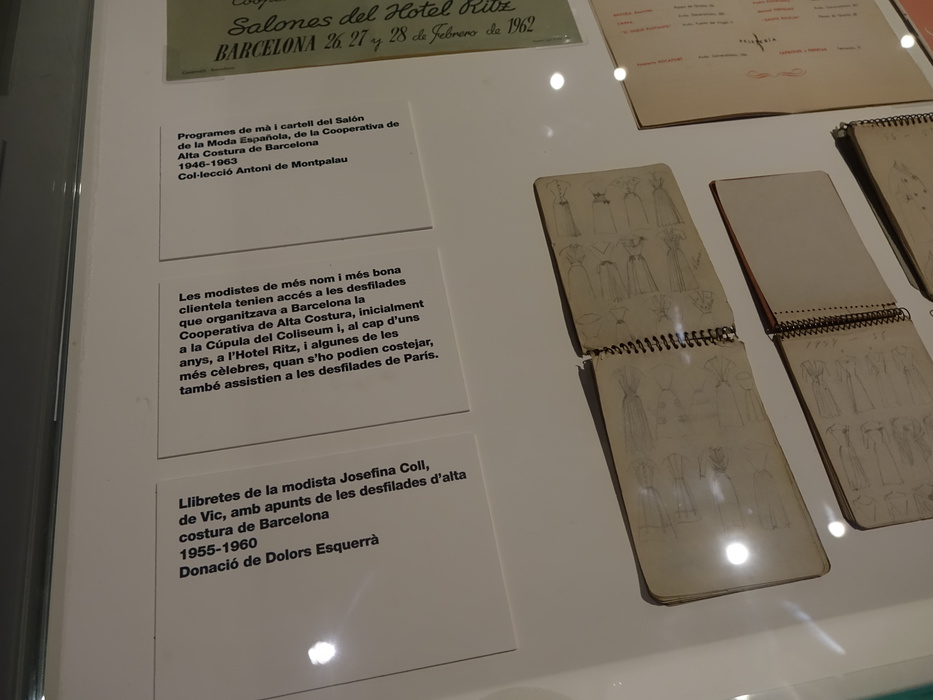 Salones del Hotel Ritz
BARCELONA 26, 27 y 28 de Febrero de 1962
Programes de mà i cartell del Salón
de la Moda Española, de la Cooperativa de
Alta Costura de Barcelona
1946-1963
Col·lecció Antoni de Montpalau
Les modistes de més nom i més bona
clientela tenien accés a les desfilades
que organitzava a Barcelona la
Cooperativa de Alta Costura, inicialment
a la Cúpula del Coliseum i, al cap d'uns
anys, a l'Hotel Ritz, i algunes de les
més cèlebres, quan s'ho podien costejar,
també assistien a les desfilades de París.
Llibretes de la modista Josefina Coll,
de Vic, amb apunts de les desfilades d'alta
costura de Barcelona
1955-1960
Donació de Dolors Esquerrà